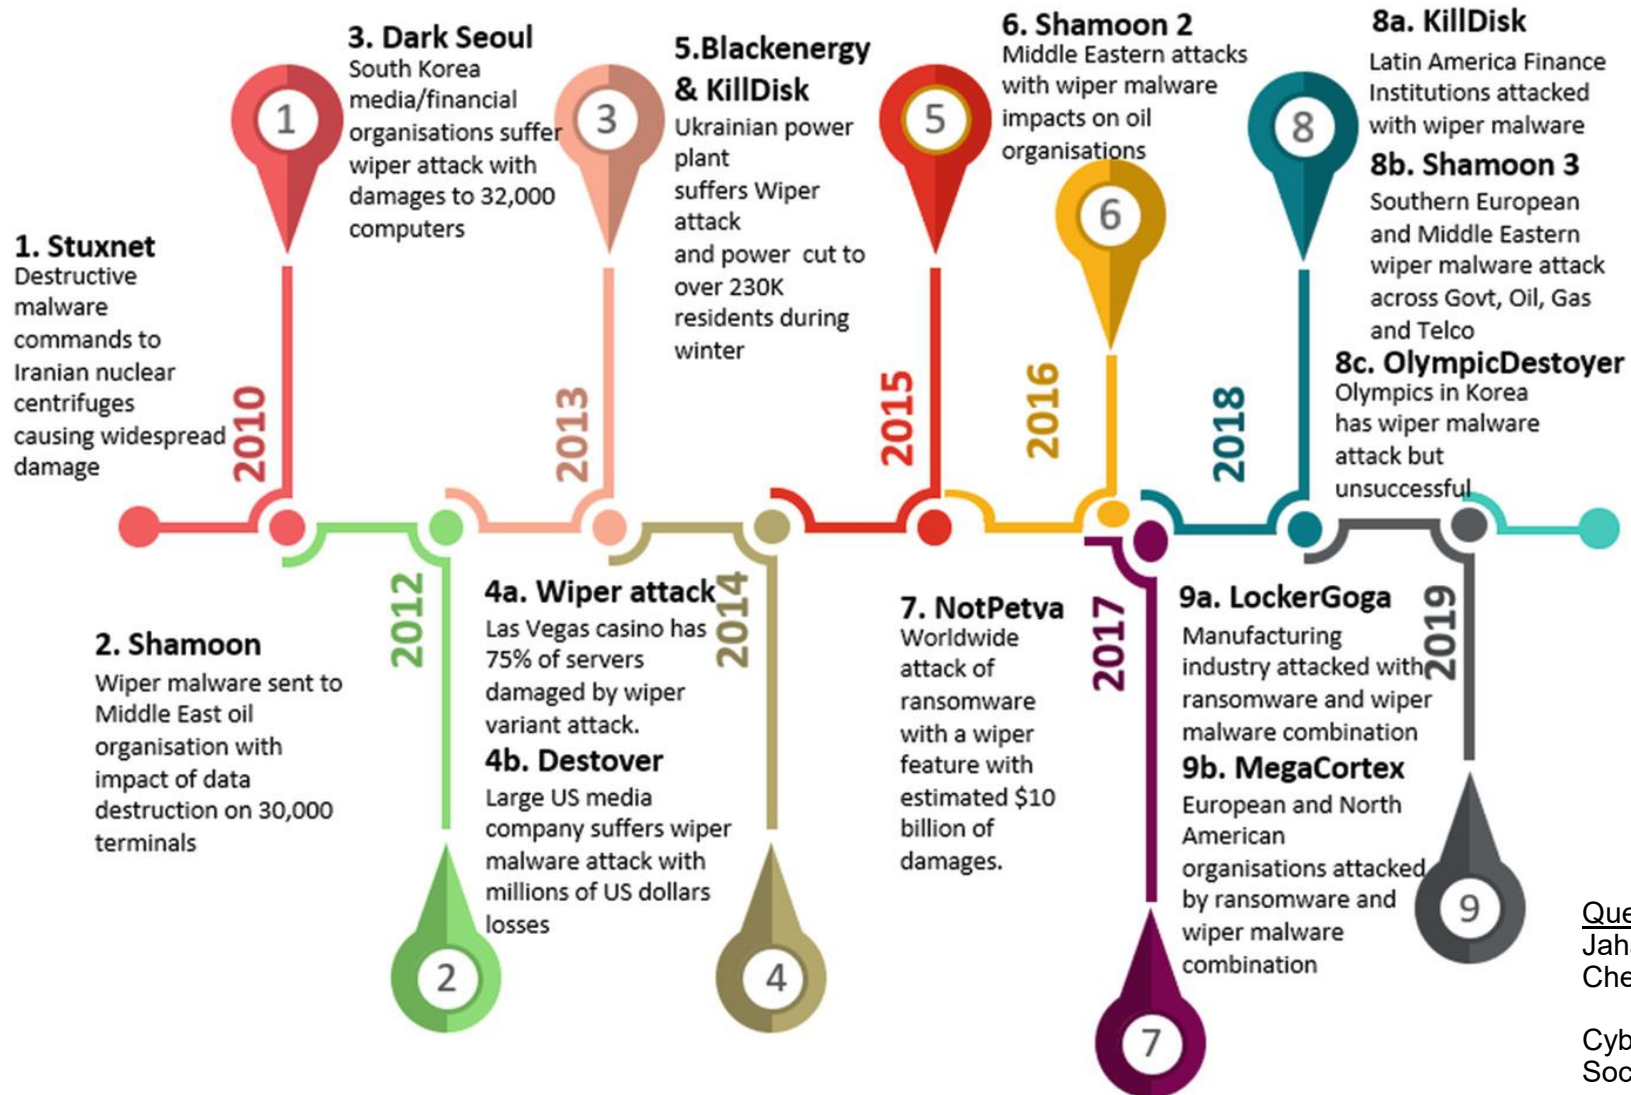 1. Stuxnet
Destructive
malware
commands to
Iranian nuclear
centrifuges
causing widespread
damage
2010
1
2. Shamoon
Wiper malware sent to
Middle East oil
organisation with
impact of data
destruction on 30,000
terminals
2012
2
3. Dark Seoul
South Korea
media/financial
organisations suffer
wiper attack with
damages to 32,000
computers
2013
3
4a. Wiper attack
Las Vegas casino has
75% of servers
damaged by wiper
variant attack.
4b. Destover
Large US media
company suffers wiper
malware attack with
millions of US dollars
losses
2014
4
5.Blackenergy
& KillDisk
Ukrainian power
plant
suffers Wiper
attack
and power cut to
over 230K
residents during
winter
2015
5
6. Shamoon 2
Middle Eastern attacks
with wiper malware
impacts on oil
organisations
2016
6
7. NotPetva
Worldwide
attack of
ransomware
with a wiper
feature with
estimated $10
billion of
damages.
2017
7
8a. KillDisk
Latin America Finance
Institutions attacked
with wiper malware
8b. Shamoon 3
Southern European
and Middle Eastern
wiper malware attack
across Govt, Oil, Gas
and Telco
8c. OlympicDestoyer
Olympics in Korea
has wiper malware
attack but
unsuccessful
2018
8
9a. LockerGoga
Manufacturing
industry attacked with
ransomware and wiper
malware combination
9b. MegaCortex
European and North
American
organisations attacked
by ransomware and
wiper malware
combination
2019
9